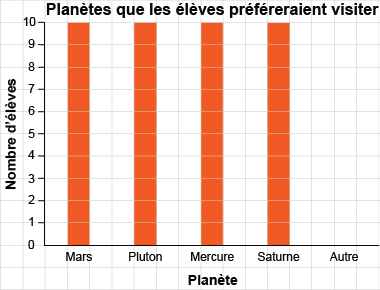 Planètes que les élèves préféreraient visiter
Nombre d'élèves
10
9
8
7
6
5
4
3
2
1
0
Mars Pluton Mercure Saturne Autre
Planète